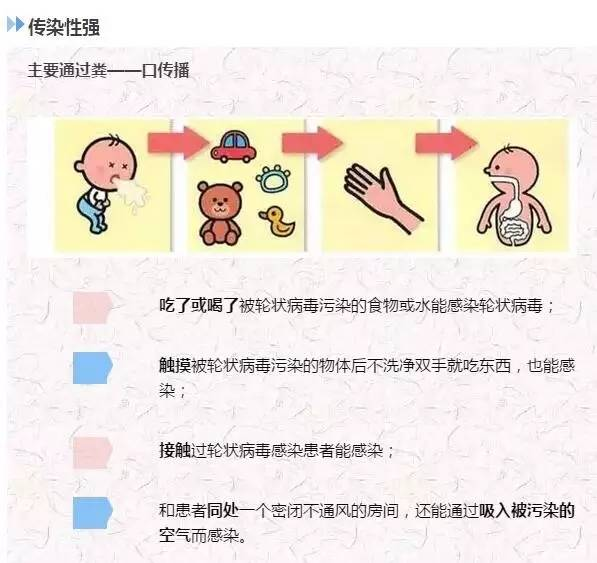 传染性强
主要通过粪——口传播
吃了或喝了被轮状病毒污染的食物或水能感染轮状病毒；
触摸被轮状病毒污染的物体后不洗净双手就吃东西，也能感
染；
接触过轮状病毒感染患者能感染；
和患者同处一个密闭不通风的房间，还能通过吸入被污染的
空气而感染。